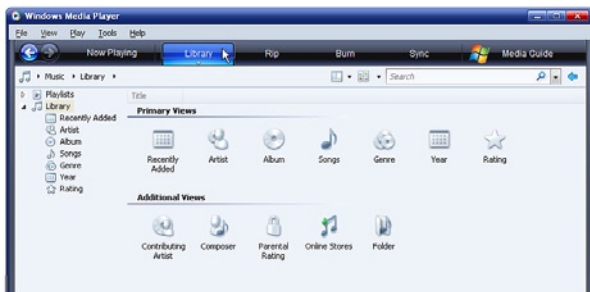 Windows Media Player
File View Play Tools Help
Now Playing Library Rip Burn Sync Media Guide
Music Library Search
Playlists
Library
Recently Added
Artist
Album
Songs
Genre
Year
Rating
Title
Primary Views
Recently Added Artist Album Songs Genre Year Rating
Additional Views
Contributing Artist Composer Parental Rating Online Stores Folder